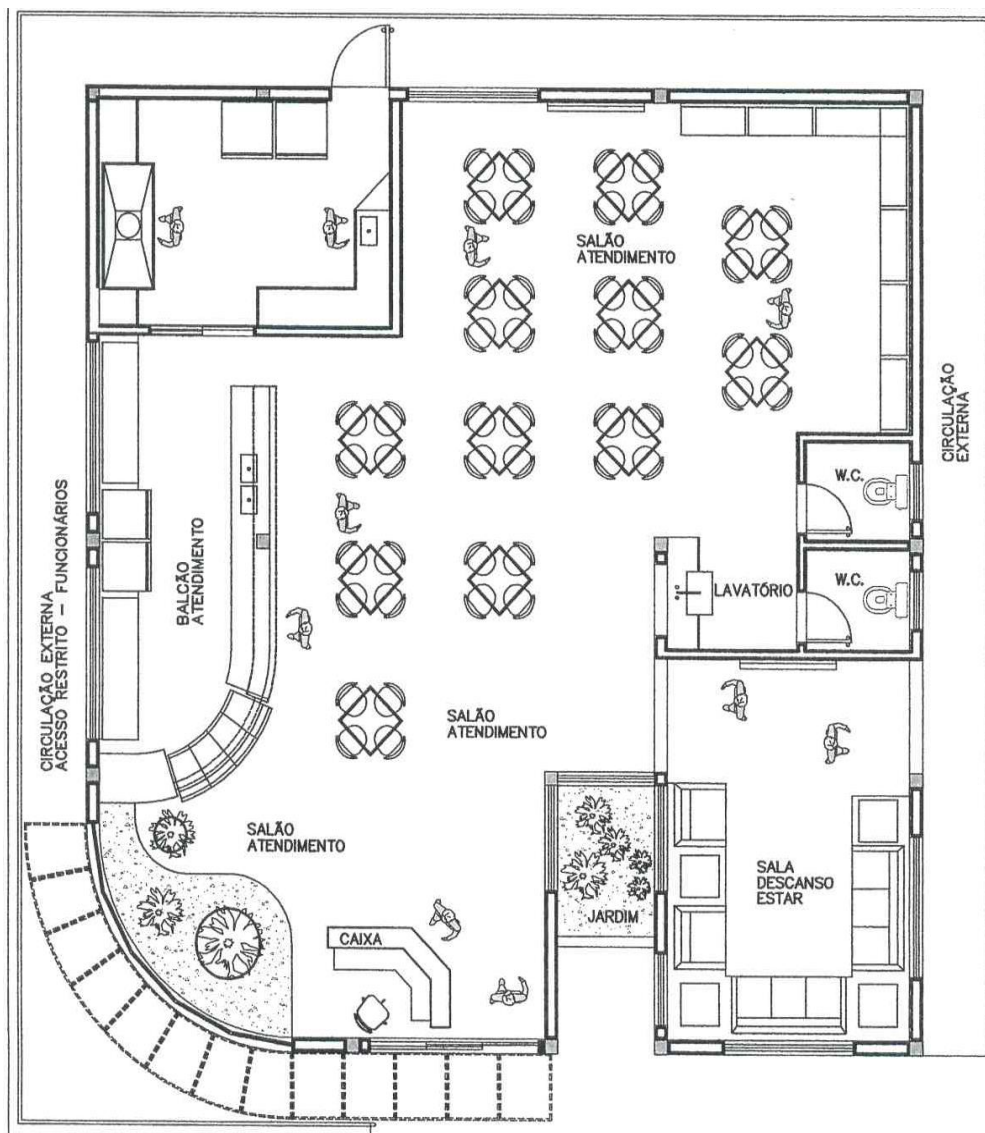 SALÃO
ATENDIMENTO
CIRCULAÇÃO
EXTERNA
W.C.
W.C.
LAVATÓRIO
BALCÃO
ATENDIMENTO
CIRCULAÇÃO EXTERNA
ACESSO RESTRITO - FUNCIONÁRIOS
SALÃO
ATENDIMENTO
SALÃO
ATENDIMENTO
SALA
DESCANSO
ESTAR
JARDIM
CAIXA